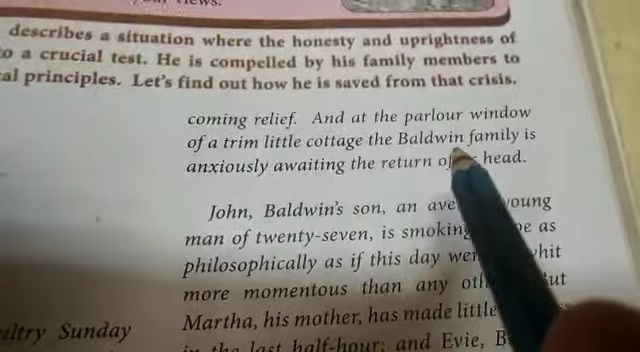 your views.
describes a situation where the honesty and uprightness of
to a crucial test. He is compelled by his family members to
al principles. Let's find out how he is saved from that crisis.
coming relief. And at the parlour window
of a trim little cottage the Baldwin family is
anxiously awaiting the return of head.
John, Baldwin's son, an young
man of twenty-seven, is smoking as
philosophically as if this day whit
more momentous than any
Martha, his mother, has made little
in the last half-hour; and Evie,
Sunday